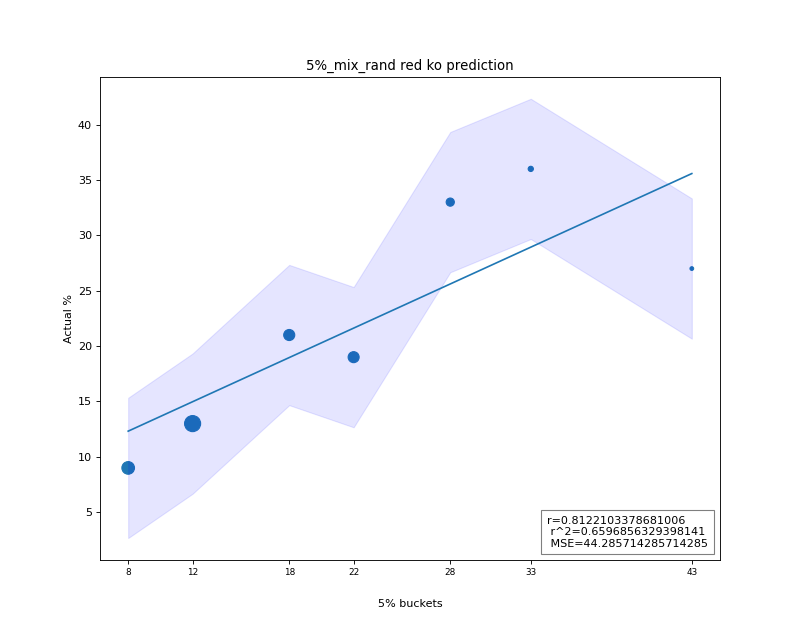 5%_mix_rand red ko prediction
40
35
30
25
20
15
10
5
Actual %
r=0.8122103378681006
r^2=0.6596856329398141
MSE=44.285714285714285
8 12 18 22 28 33 43
5% buckets